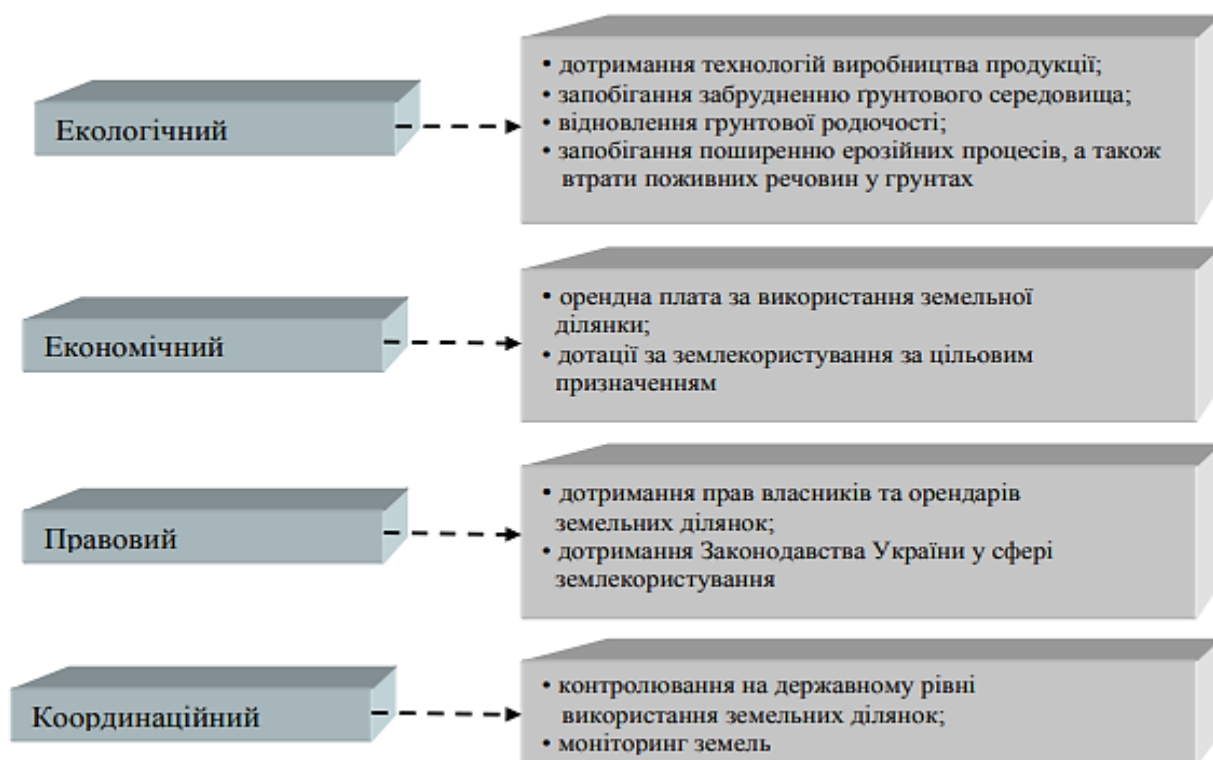 Екологічний
• дотримання технологій виробництва продукції;
• запобігання забрудненню ґрунтового середовища;
• відновлення грунтової родючості;
• запобігання поширенню ерозійних процесів, а також
втрати поживних речовин у грунтах
Економічний
• орендна плата за використання земельної
ділянки;
• дотації за землекористування за цільовим
призначенням
Правовий
• дотримання прав власників та орендарів
земельних ділянок;
• дотримання Законодавства України у сфері
землекористування
Координаційний
• контролювання на державному рівні
використання земельних ділянок;
• моніторинг земель